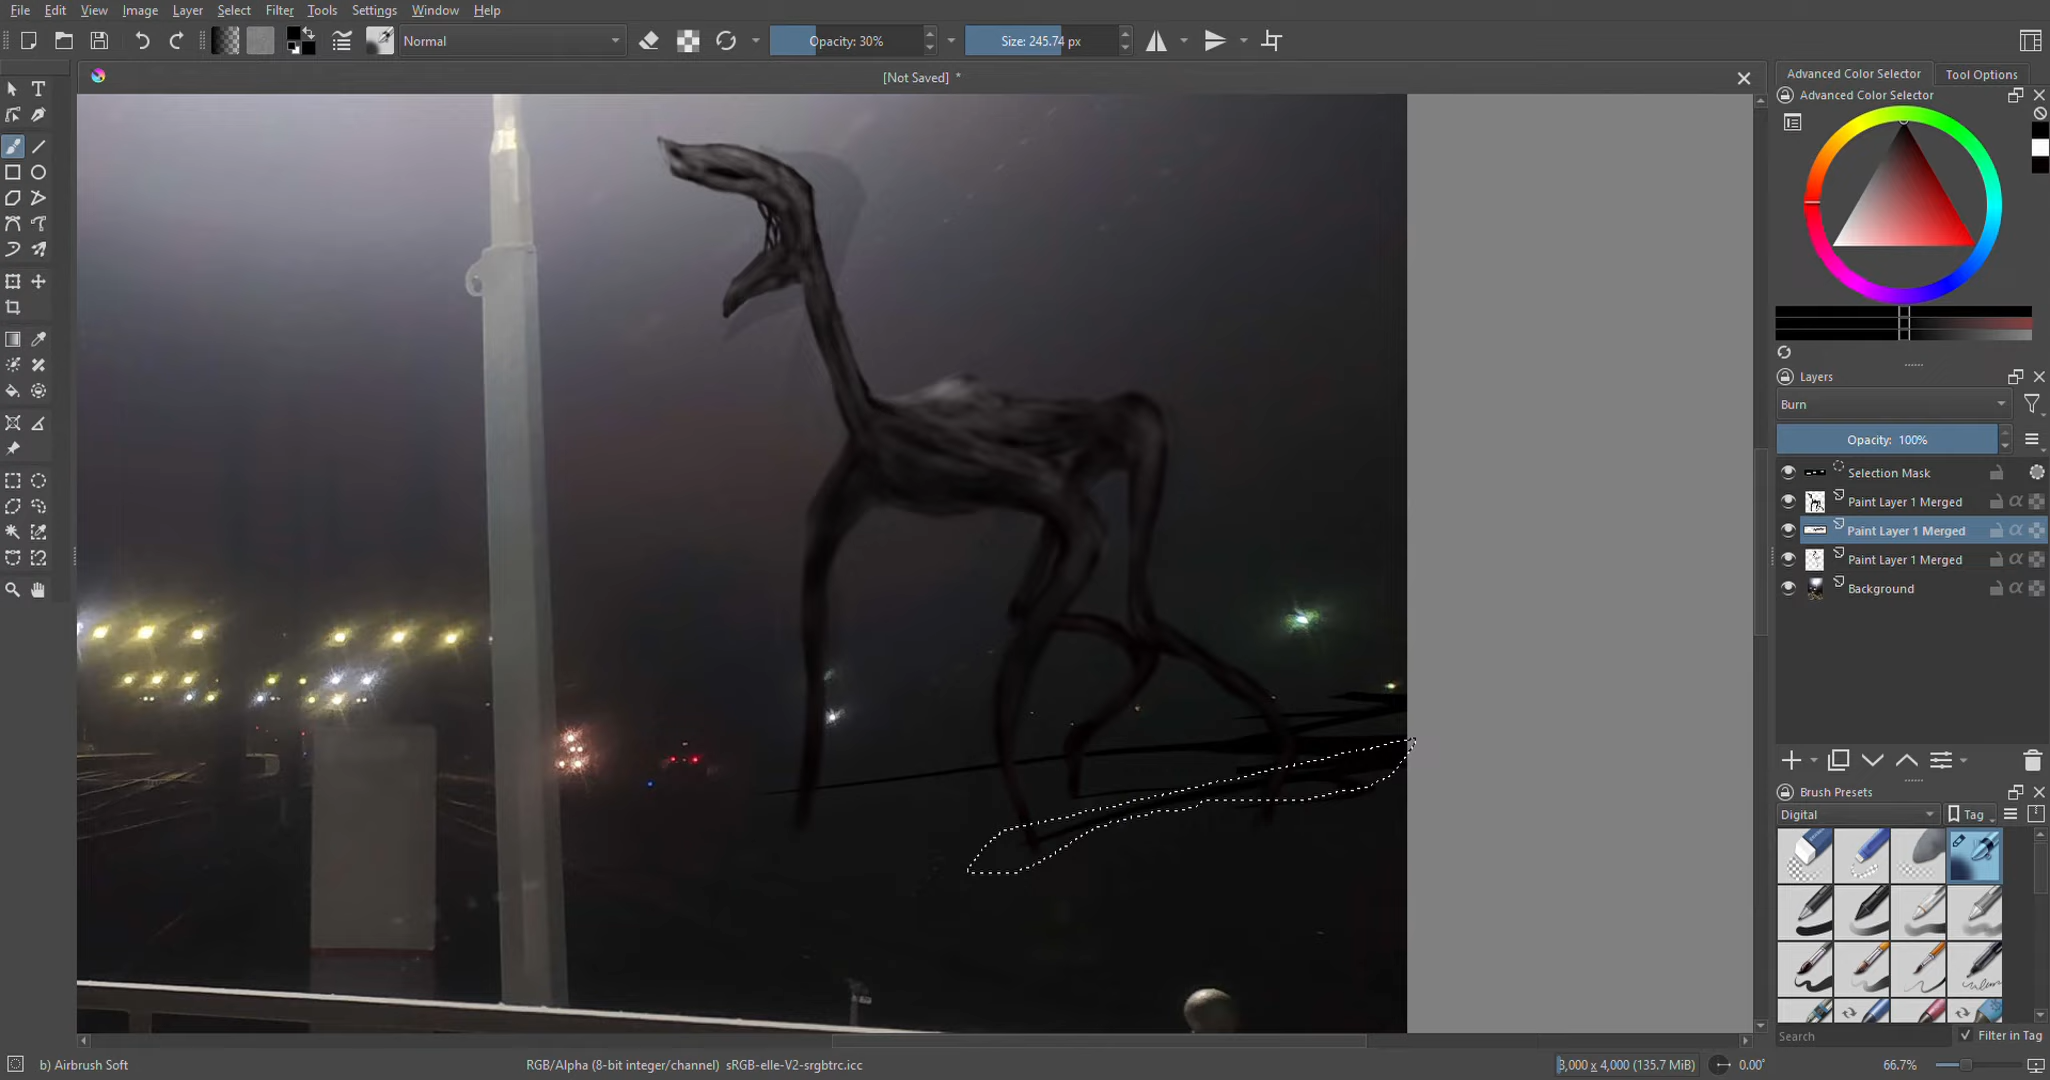 File Edit View Image Layer Select Filter Tools Settings Window Help
Normal Opacity: 30% Size: 245.74 px
[Not Saved] *
Advanced Color Selector Tool Options
Advanced Color Selector
Layers
Burn
Opacity: 100%
Selection Mask
Paint Layer 1 Merged
Paint Layer 1 Merged
Paint Layer 1 Merged
Background
Brush Presets
Digital Tag
Search Filter in Tag
b) Airbrush Soft RGB/Alpha (8-bit integer/channel) sRGB-elle-V2-srgbtrc.icc 3,000 x 4,000 (135.7 MiB) 0.00° 66.7%